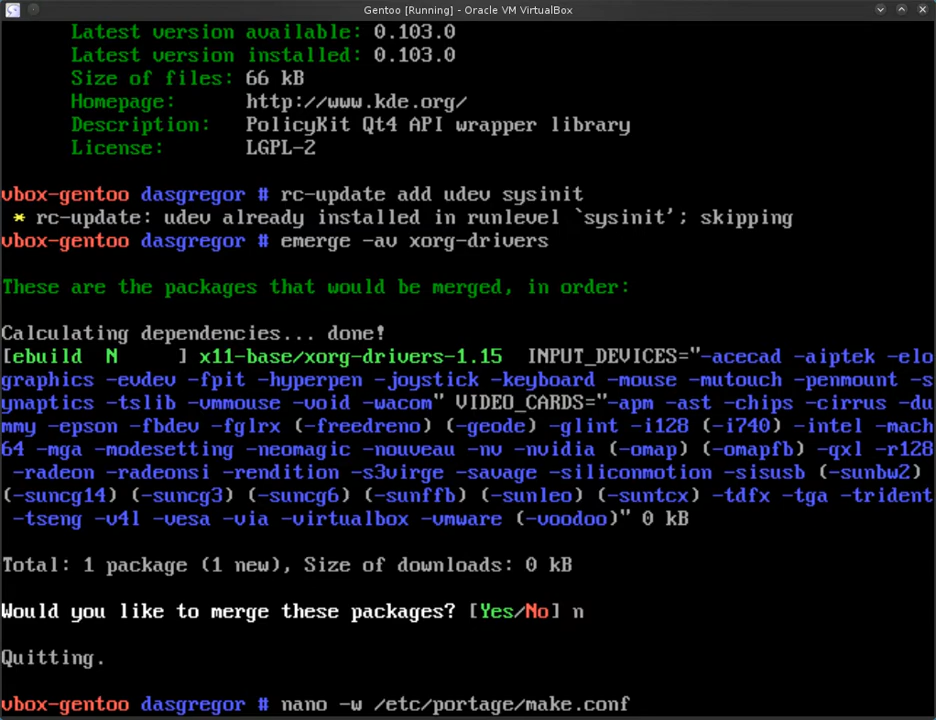 Gentoo [Running] - Oracle VM VirtualBox
Latest version available: 0.103.0
Latest version installed: 0.103.0
Size of files: 66 kB
Homepage:      http://www.kde.org/
Description:   PolicyKit Qt4 API wrapper library
License:       LGPL-2
vbox-gentoo dasgregor # rc-update add udev sysinit
 * rc-update: udev already installed in runlevel `sysinit'; skipping
vbox-gentoo dasgregor # emerge -av xorg-drivers
These are the packages that would be merged, in order:
Calculating dependencies... done!
[ebuild  N     ] x11-base/xorg-drivers-1.15  INPUT_DEVICES="-acecad -aiptek -elo
graphics -evdev -fpit -hyperpen -joystick -keyboard -mouse -mutouch -penmount -s
ynaptics -tslib -vmmouse -void -wacom" VIDEO_CARDS="-apm -ast -chips -cirrus -du
mmy -epson -fbdev -fglrx (-freedreno) (-geode) -glint -i128 (-i740) -intel -mach
64 -mga -modesetting -neomagic -nouveau -nv -nvidia (-omap) (-omapfb) -qxl -r128
 -radeon -radeonsi -rendition -s3virge -savage -siliconmotion -sisusb (-sunbw2)
(-suncg14) (-suncg3) (-suncg6) (-sunffb) (-sunleo) (-suntcx) -tdfx -tga -trident
 -tseng -v4l -vesa -via -virtualbox -vmware (-voodoo)" 0 kB
Total: 1 package (1 new), Size of downloads: 0 kB
Would you like to merge these packages? [Yes/No] n
Quitting.
vbox-gentoo dasgregor # nano -w /etc/portage/make.conf